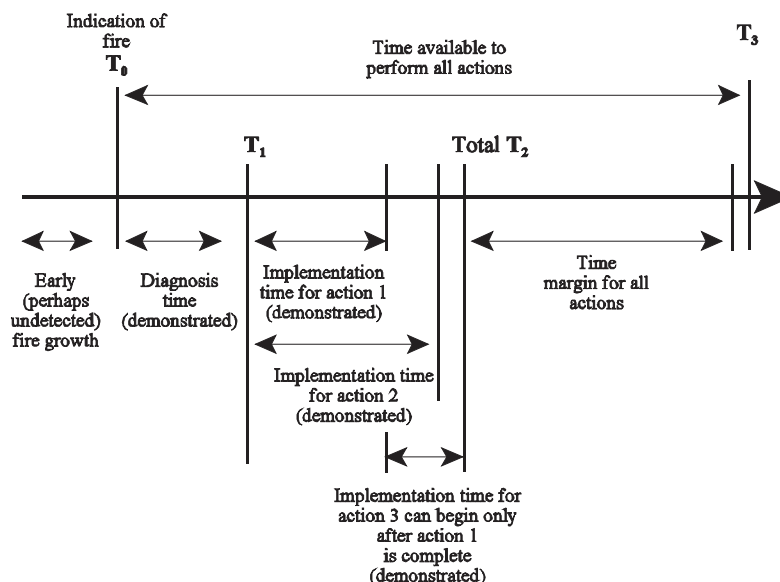 Indication of
fire
T₀
Time available to
perform all actions
T₃
T₁
Total T₂
Early
(perhaps
undetected)
fire growth
Diagnosis
time
(demonstrated)
Implementation
time for action 1
(demonstrated)
Time
margin for all
actions
Implementation time
for action 2
(demonstrated)
Implementation time for
action 3 can begin only
after action 1
is complete
(demonstrated)